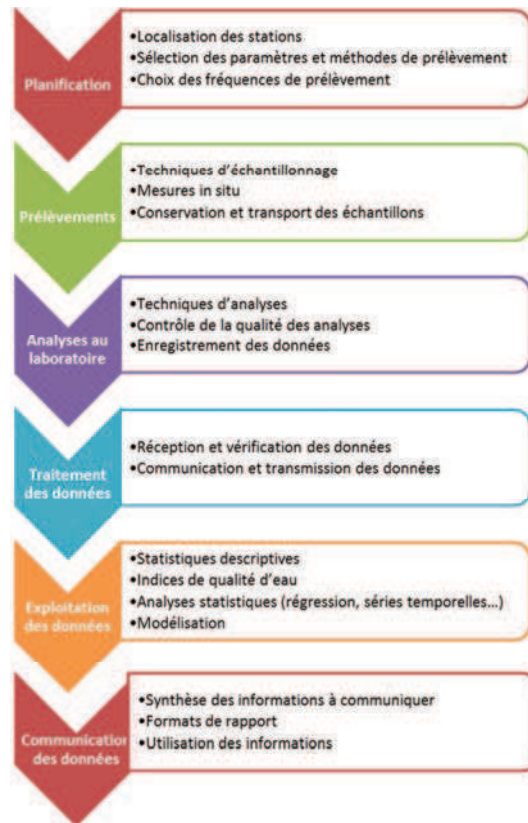 Planification
•Localisation des stations
•Sélection des paramètres et méthodes de prélèvement
•Choix des fréquences de prélèvement
Prélèvements
•Techniques d'échantillonnage
•Mesures in situ
•Conservation et transport des échantillons
Analyses au
laboratoire
•Techniques d'analyses
•Contrôle de la qualité des analyses
•Enregistrement des données
Traitement
des données
•Réception et vérification des données
•Communication et transmission des données
Exploitation
des données
•Statistiques descriptives
•Indices de qualité d'eau
•Analyses statistiques (régression, séries temporelles...)
•Modélisation
Communication
des données
•Synthèse des informations à communiquer
•Formats de rapport
•Utilisation des informations